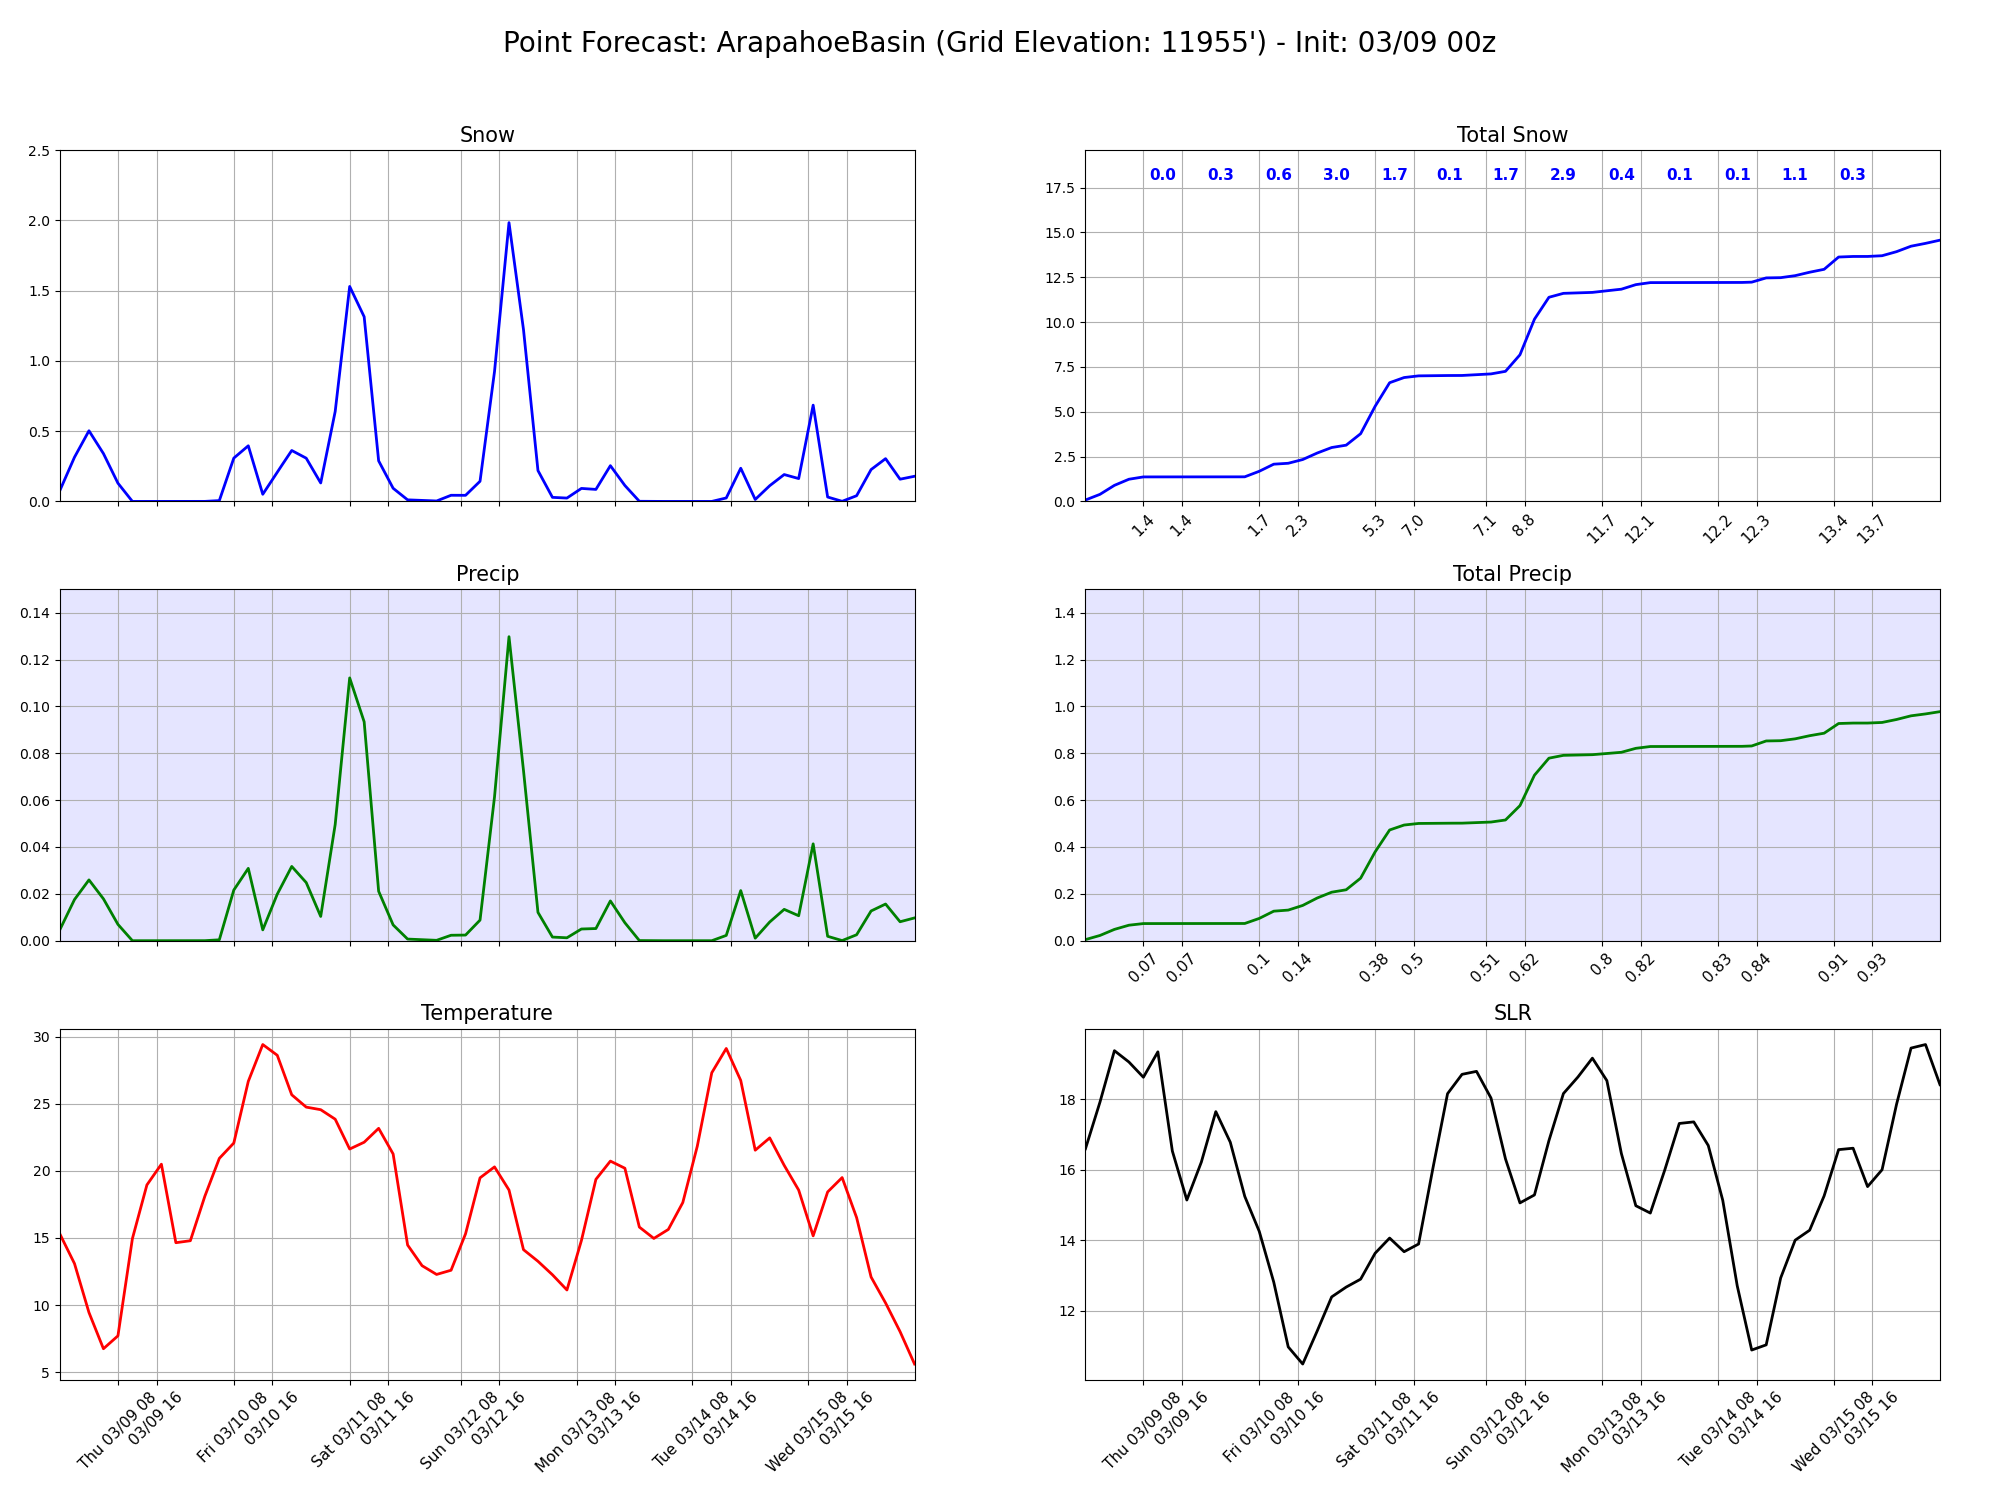 Point Forecast: ArapahoeBasin (Grid Elevation: 11955') - Init: 03/09 00z
Snow
2.5
2.0
1.5
1.0
0.5
0.0
Total Snow
0.0 0.3 0.6 3.0 1.7 0.1 1.7 2.9 0.4 0.1 0.1 1.1 0.3
17.5
15.0
12.5
10.0
7.5
5.0
2.5
0.0
1.4 1.4 1.7 2.3 5.3 7.0 7.1 8.8 11.7 12.1 12.2 12.3 13.4 13.7
Precip
0.14
0.12
0.10
0.08
0.06
0.04
0.02
0.00
Total Precip
1.4
1.2
1.0
0.8
0.6
0.4
0.2
0.0
0.07 0.07 0.1 0.14 0.38 0.5 0.51 0.62 0.8 0.82 0.83 0.84 0.91 0.93
Temperature
30
25
20
15
10
5
Thu 03/09 08
03/09 16
Fri 03/10 08
03/10 16
Sat 03/11 08
03/11 16
Sun 03/12 08
03/12 16
Mon 03/13 08
03/13 16
Tue 03/14 08
03/14 16
Wed 03/15 08
03/15 16
SLR
18
16
14
12
Thu 03/09 08
03/09 16
Fri 03/10 08
03/10 16
Sat 03/11 08
03/11 16
Sun 03/12 08
03/12 16
Mon 03/13 08
03/13 16
Tue 03/14 08
03/14 16
Wed 03/15 08
03/15 16